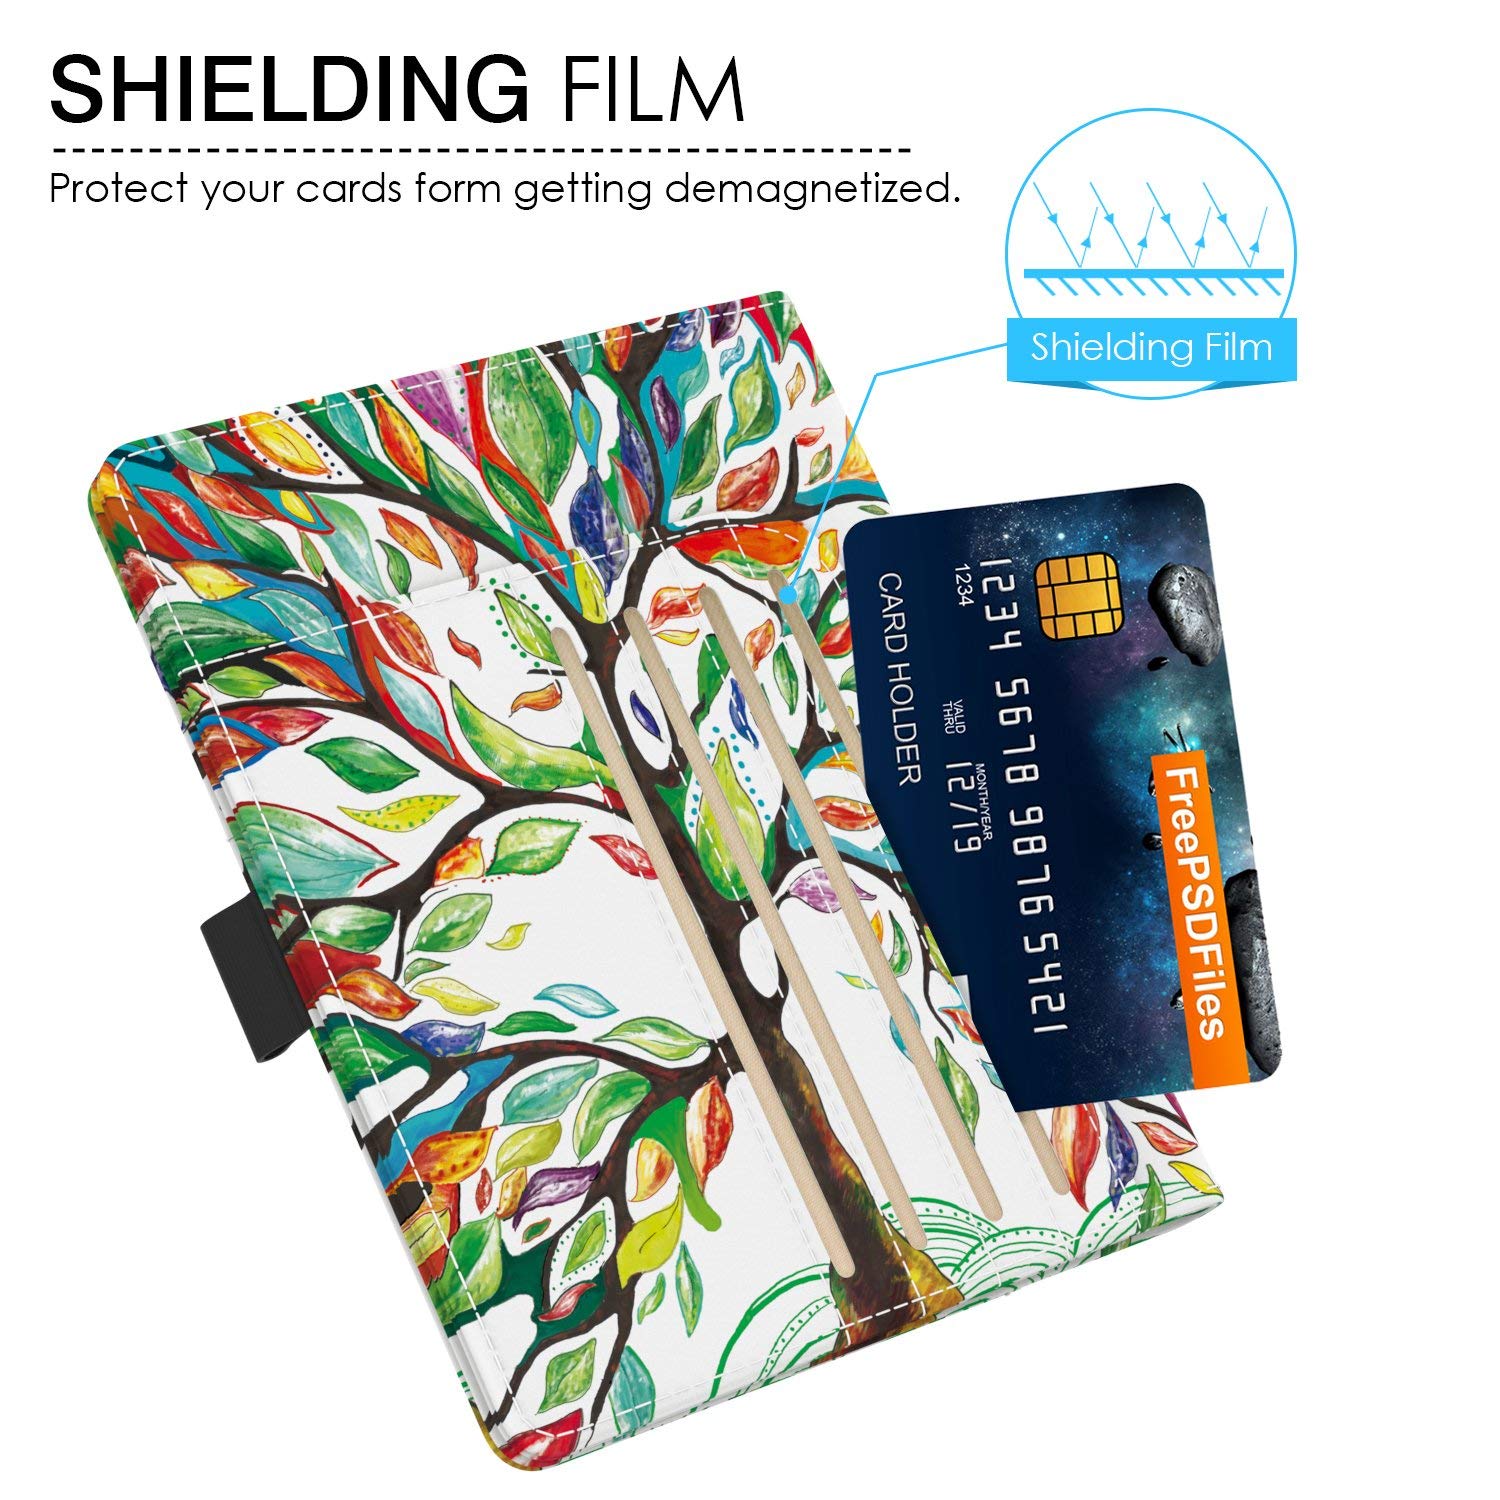 SHIELDING FILM
Protect your cards form getting demagnetized.
Shielding Film
1234 5678 9876 5421
1234
VALID
THRU
MONTH/YEAR
12/19
CARD HOLDER
FreePSDFiles